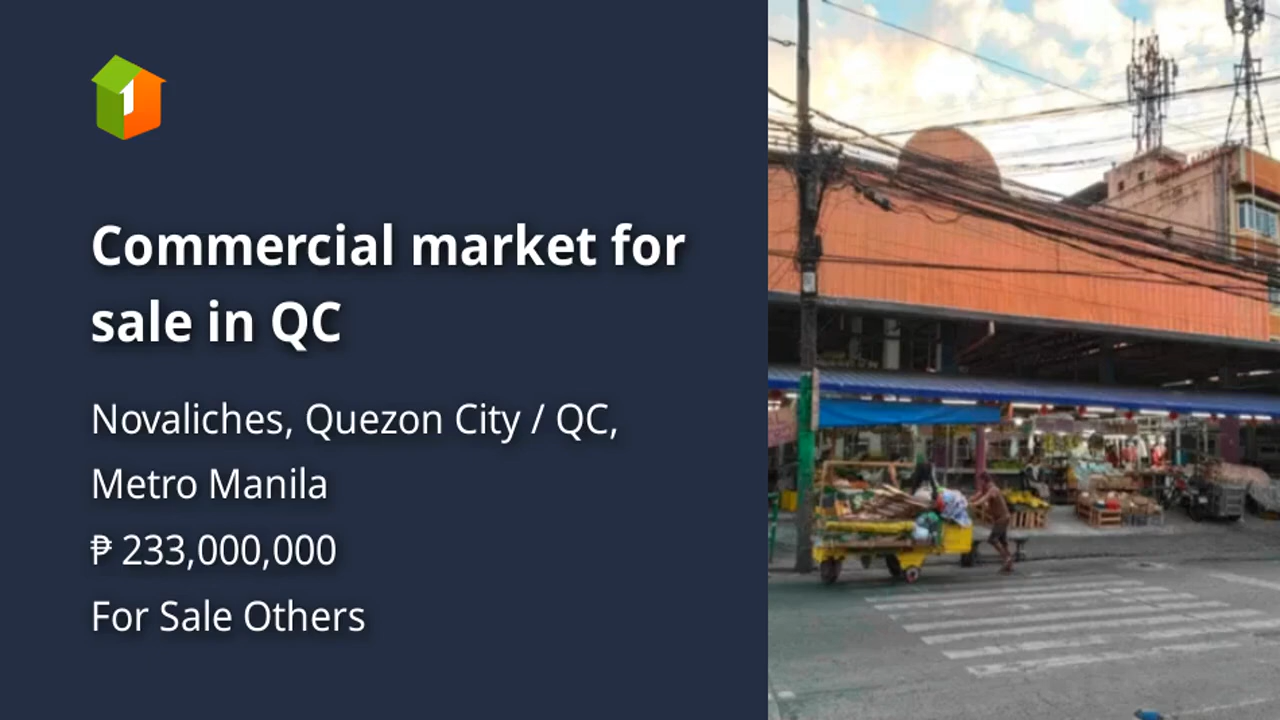 Commercial market for
sale in QC
Novaliches, Quezon City / QC,
Metro Manila
₱ 233,000,000
For Sale Others